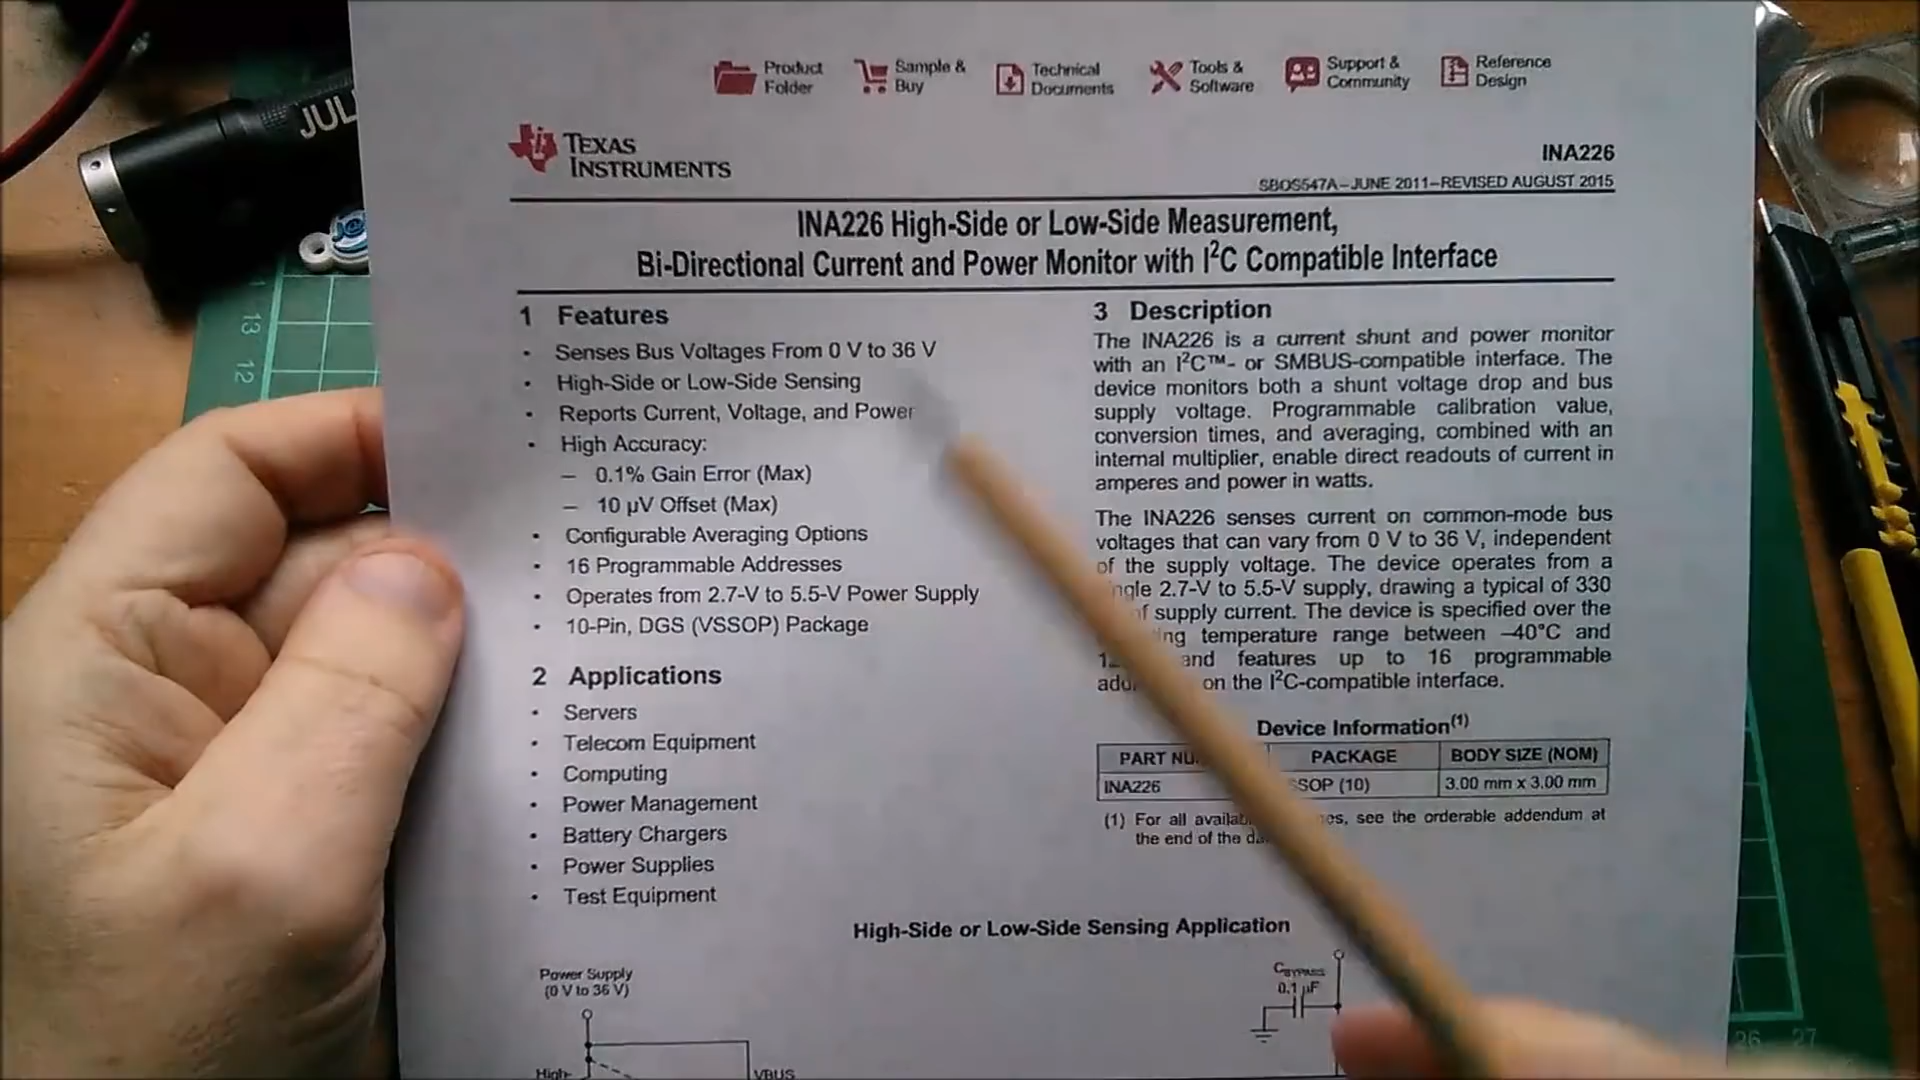 Product
Folder
Sample &
Buy
Technical
Documents
Tools &
Software
Support &
Community
Reference
Design
JUL
TEXAS
INSTRUMENTS
INA226
SBOS547A–JUNE 2011–REVISED AUGUST 2015
INA226 High-Side or Low-Side Measurement,
Bi-Directional Current and Power Monitor with I²C Compatible Interface
1 Features
• Senses Bus Voltages From 0 V to 36 V
• High-Side or Low-Side Sensing
• Reports Current, Voltage, and Power
• High Accuracy:
– 0.1% Gain Error (Max)
– 10 µV Offset (Max)
• Configurable Averaging Options
• 16 Programmable Addresses
• Operates from 2.7-V to 5.5-V Power Supply
• 10-Pin, DGS (VSSOP) Package
2 Applications
• Servers
• Telecom Equipment
• Computing
• Power Management
• Battery Chargers
• Power Supplies
• Test Equipment
3 Description
The INA226 is a current shunt and power monitor
with an I²C™- or SMBUS-compatible interface. The
device monitors both a shunt voltage drop and bus
supply voltage. Programmable calibration value,
conversion times, and averaging, combined with an
internal multiplier, enable direct readouts of current in
amperes and power in watts.
The INA226 senses current on common-mode bus
voltages that can vary from 0 V to 36 V, independent
of the supply voltage. The device operates from a
2.7-V to 5.5-V supply, drawing a typical of 330
of supply current. The device is specified over the
temperature range between –40°C and
and features up to 16 programmable
on the I²C-compatible interface.
Device Information(1)
PART PACKAGE BODY SIZE (NOM)
INA226 SOP (10) 3.00 mm x 3.00 mm
(1) For all see the orderable addendum at
the end of the
High-Side or Low-Side Sensing Application
Power Supply
(0 V to 36 V)
High-
VBUS
CBYPASS
0.1 µF
13
12
26
27